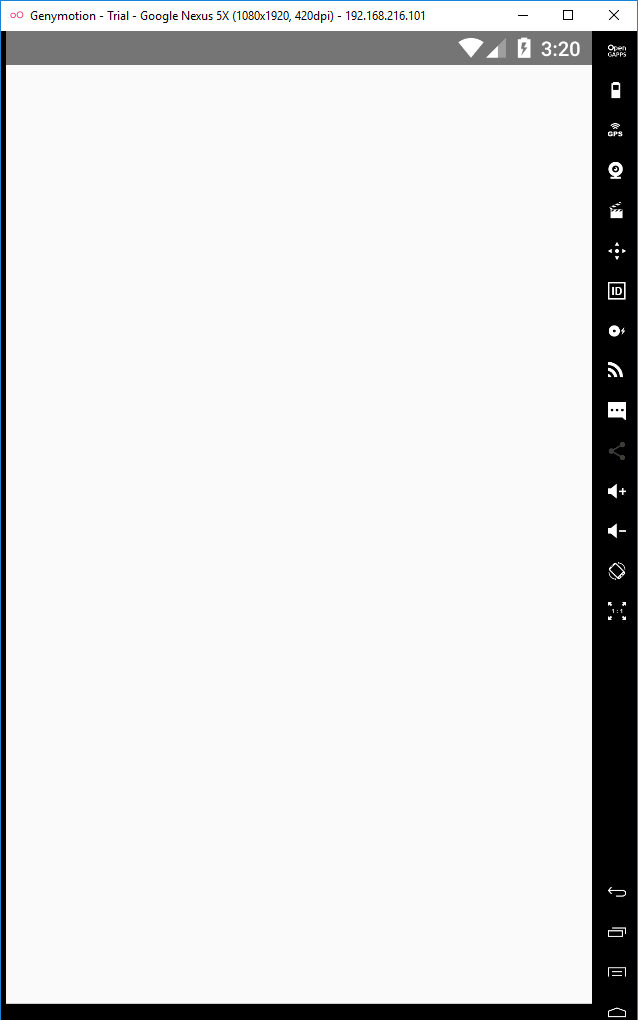 Genymotion - Trial - Google Nexus 5X (1080x1920, 420dpi) - 192.168.216.101
3:20
Open
GAPPS
GPS
ID
1:1